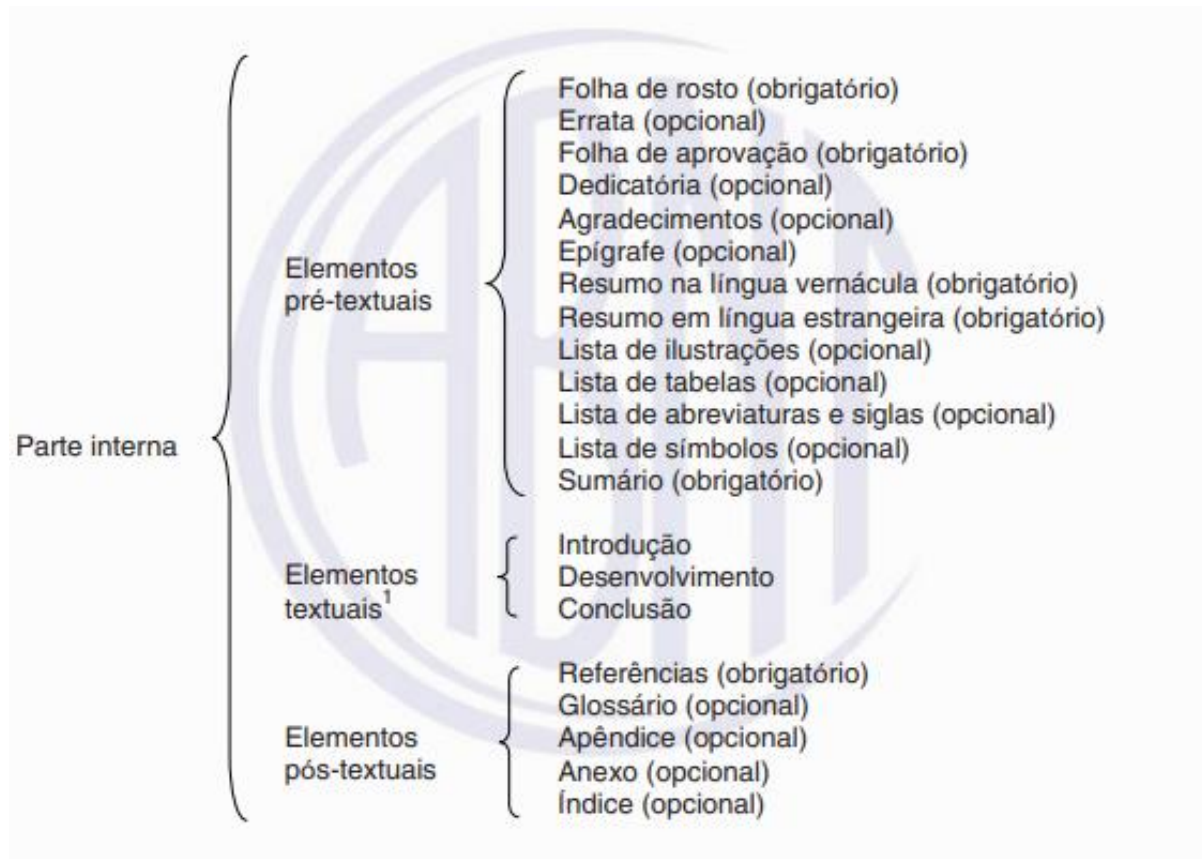 Parte interna
Elementos
pré-textuais
Folha de rosto (obrigatório)
Errata (opcional)
Folha de aprovação (obrigatório)
Dedicatória (opcional)
Agradecimentos (opcional)
Epígrafe (opcional)
Resumo na língua vernácula (obrigatório)
Resumo em língua estrangeira (obrigatório)
Lista de ilustrações (opcional)
Lista de tabelas (opcional)
Lista de abreviaturas e siglas (opcional)
Lista de símbolos (opcional)
Sumário (obrigatório)
Elementos
textuais¹
Introdução
Desenvolvimento
Conclusão
Elementos
pós-textuais
Referências (obrigatório)
Glossário (opcional)
Apêndice (opcional)
Anexo (opcional)
Índice (opcional)
ABNT